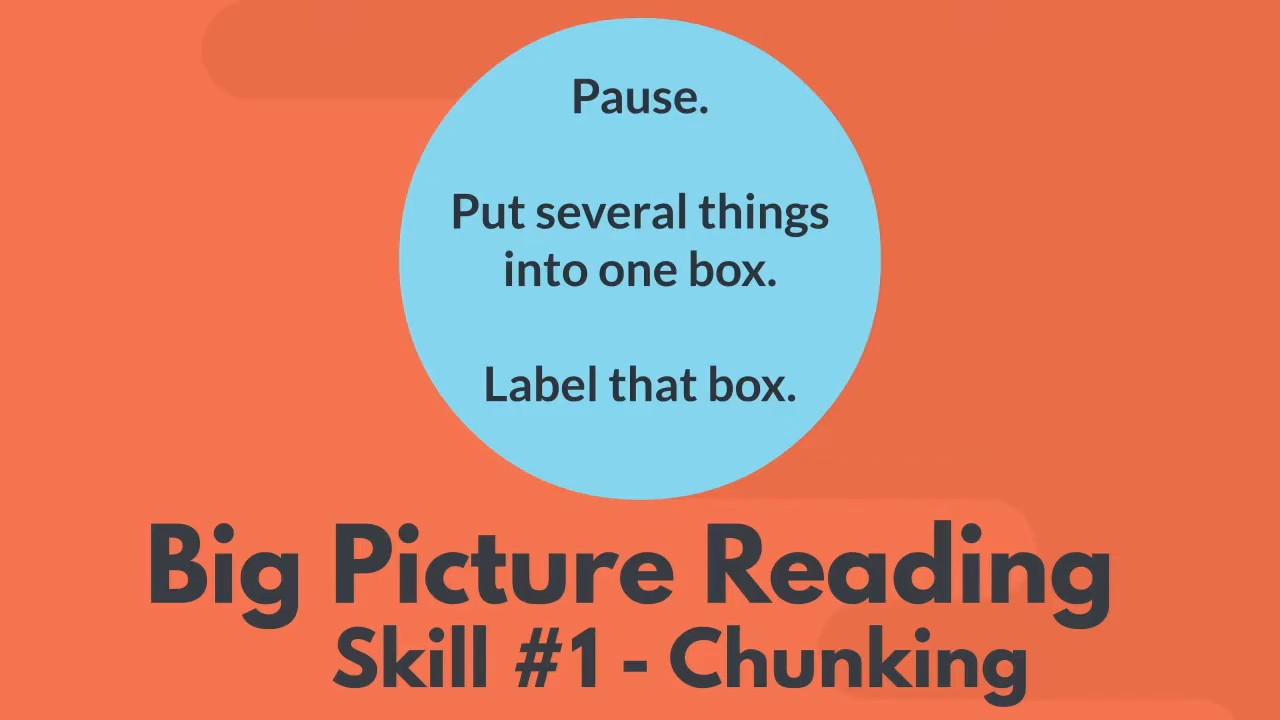 Pause.
Put several things
into one box.
Label that box.
Big Picture Reading
Skill #1 - Chunking